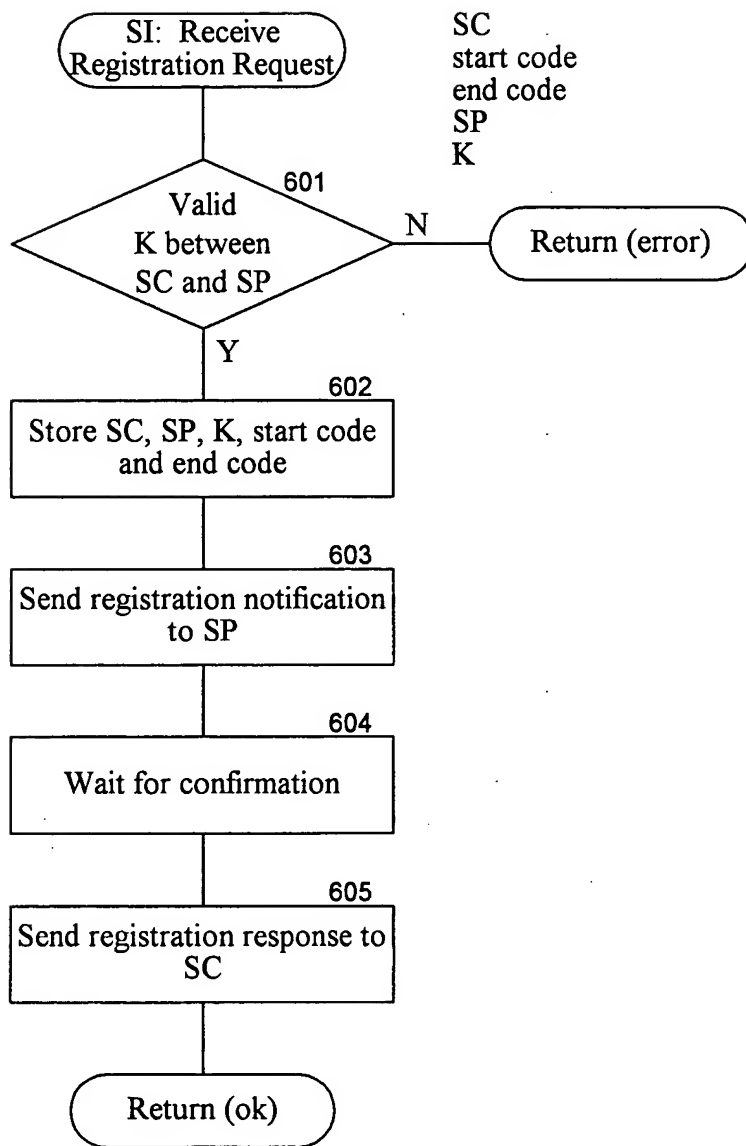 SI: Receive
Registration Request
SC
start code
end code
SP
K
601
Valid
K between
SC and SP
N
Return (error)
Y
602
Store SC, SP, K, start code
and end code
603
Send registration notification
to SP
604
Wait for confirmation
605
Send registration response to
SC
Return (ok)